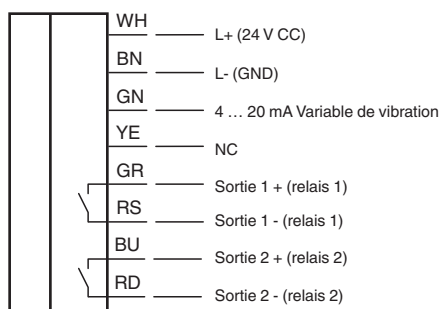 WH L+ (24 V CC)
BN L- (GND)
GN 4 … 20 mA Variable de vibration
YE NC
GR Sortie 1 + (relais 1)
RS Sortie 1 - (relais 1)
BU Sortie 2 + (relais 2)
RD Sortie 2 - (relais 2)